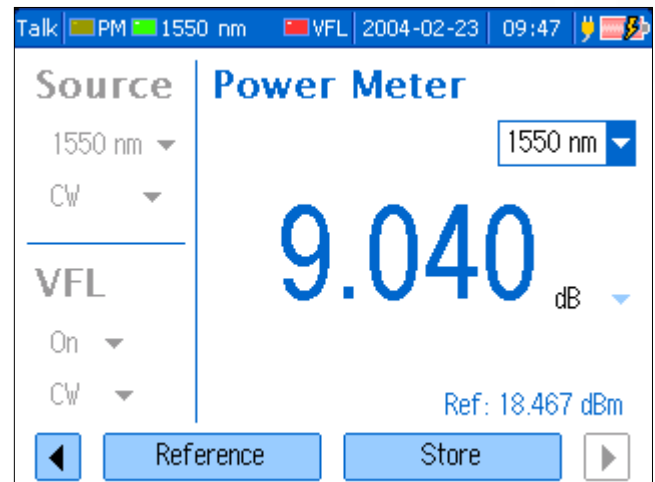 Talk PM 1550 nm VFL 2004-02-23 09:47
Source
1550 nm
CW
VFL
On
CW
Power Meter
1550 nm
9.040 dB
Ref: 18.467 dBm
Reference Store